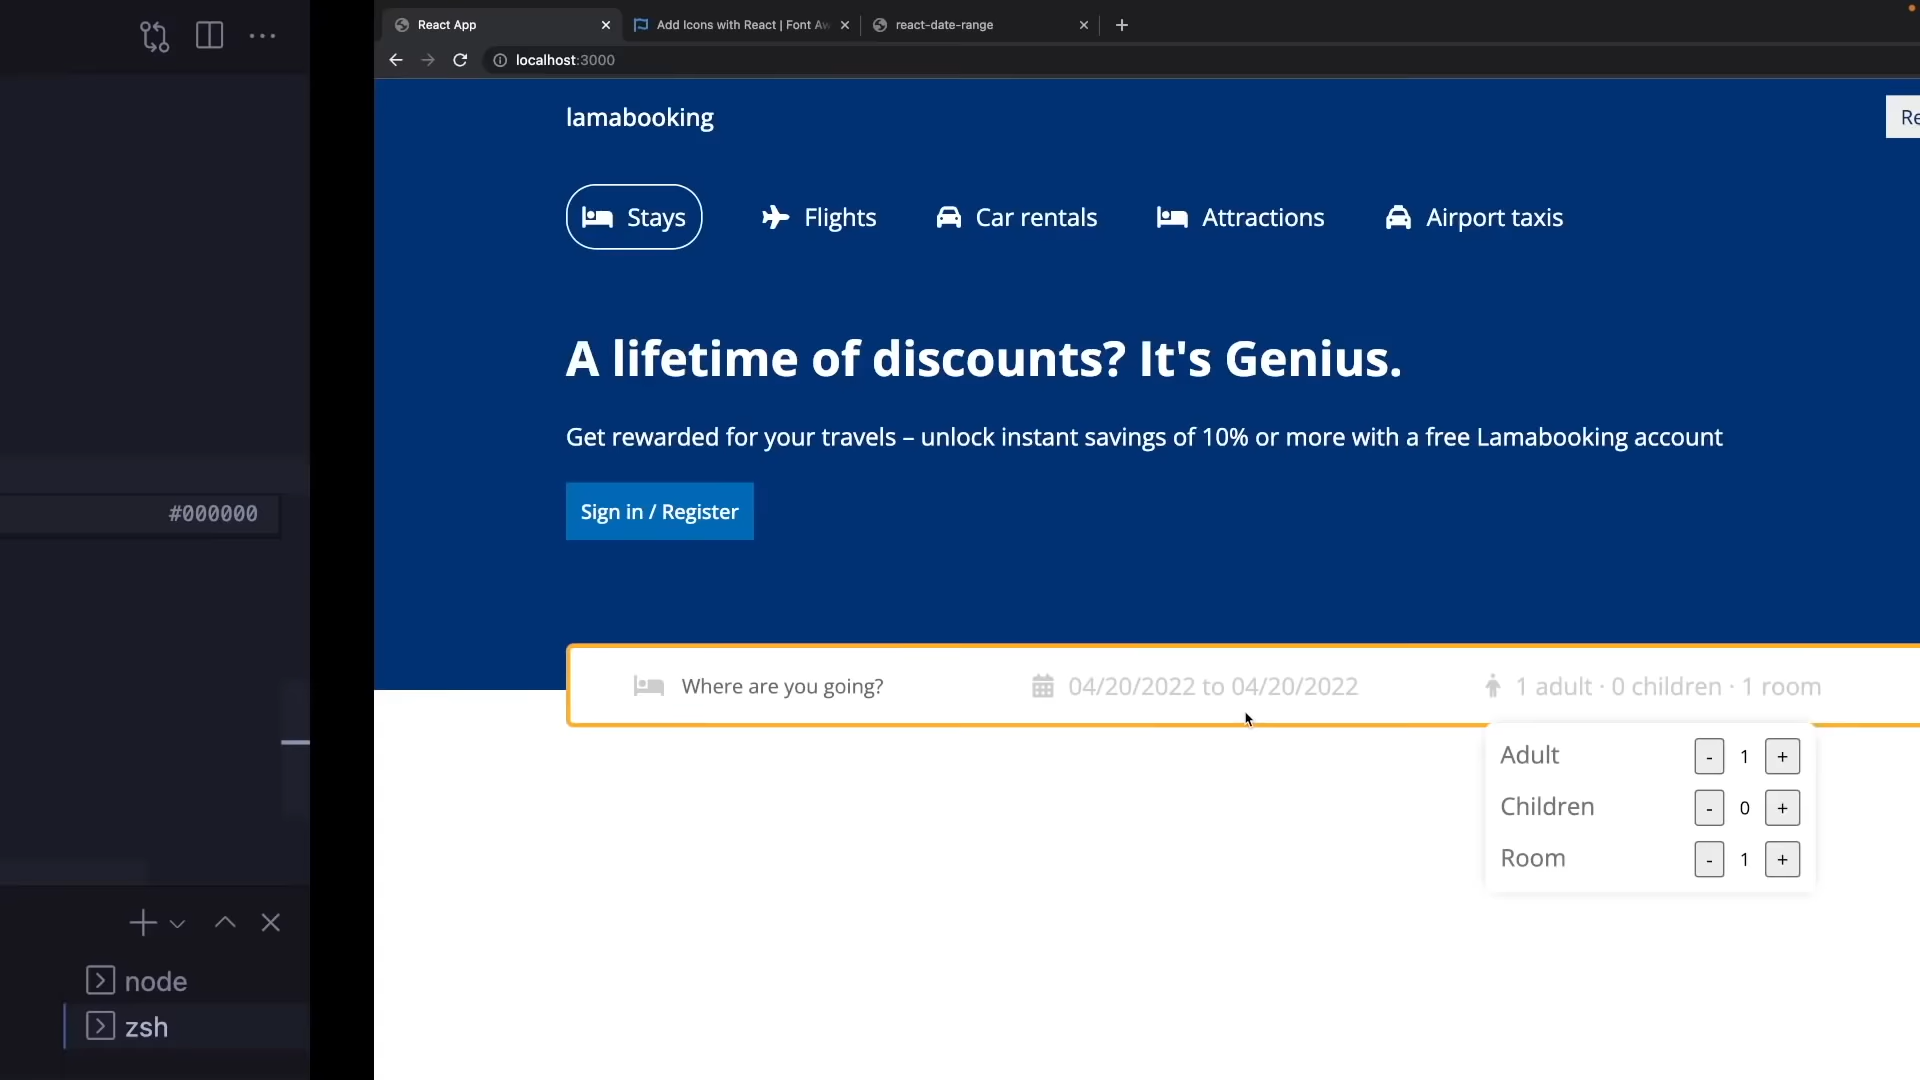 React App
Add Icons with React | Font Aw
react-date-range
localhost:3000
lamabooking
Re
Stays
Flights
Car rentals
Attractions
Airport taxis
A lifetime of discounts? It's Genius.
Get rewarded for your travels – unlock instant savings of 10% or more with a free Lamabooking account
Sign in / Register
#000000
Where are you going?
04/20/2022 to 04/20/2022
1 adult · 0 children · 1 room
Adult - 1 +
Children - 0 +
Room - 1 +
node
zsh